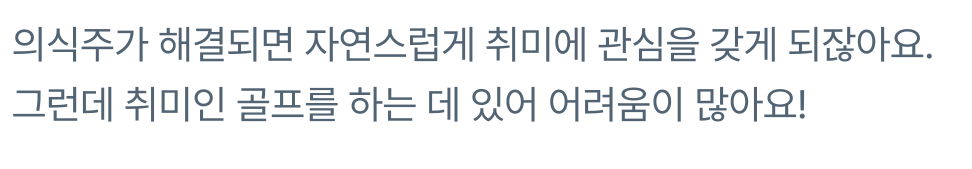 의식주가 해결되면 자연스럽게 취미에 관심을 갖게 되잖아요.
그런데 취미인 골프를 하는 데 있어 어려움이 많아요!